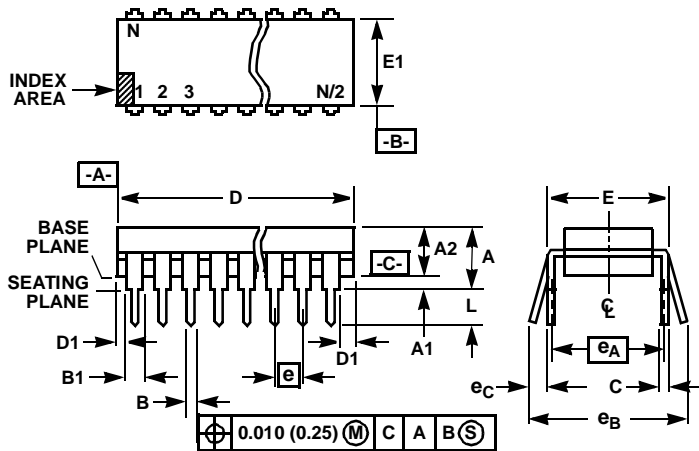 N
E1
INDEX
AREA
1 2 3 N/2
-B-
-A-
D
E
BASE
PLANE
A2
A
-C-
SEATING
PLANE
L
C
L
D1
A1
D1
eA
B1
e
eC
C
B
eB
0.010 (0.25) M C A B S